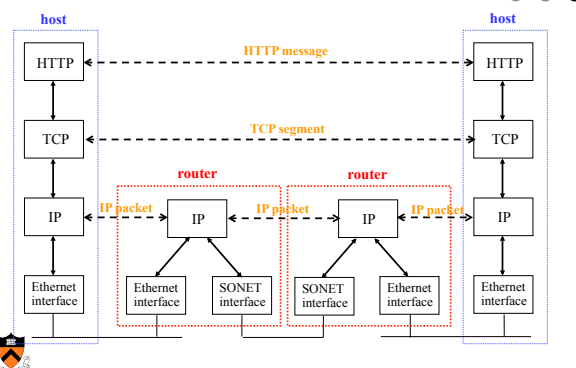 host
host
HTTP
HTTP message
HTTP
TCP
TCP segment
TCP
router
router
IP
IP packet
IP
IP packet
IP
IP packet
IP
Ethernet
interface
Ethernet
interface
SONET
interface
SONET
interface
Ethernet
interface
Ethernet
interface